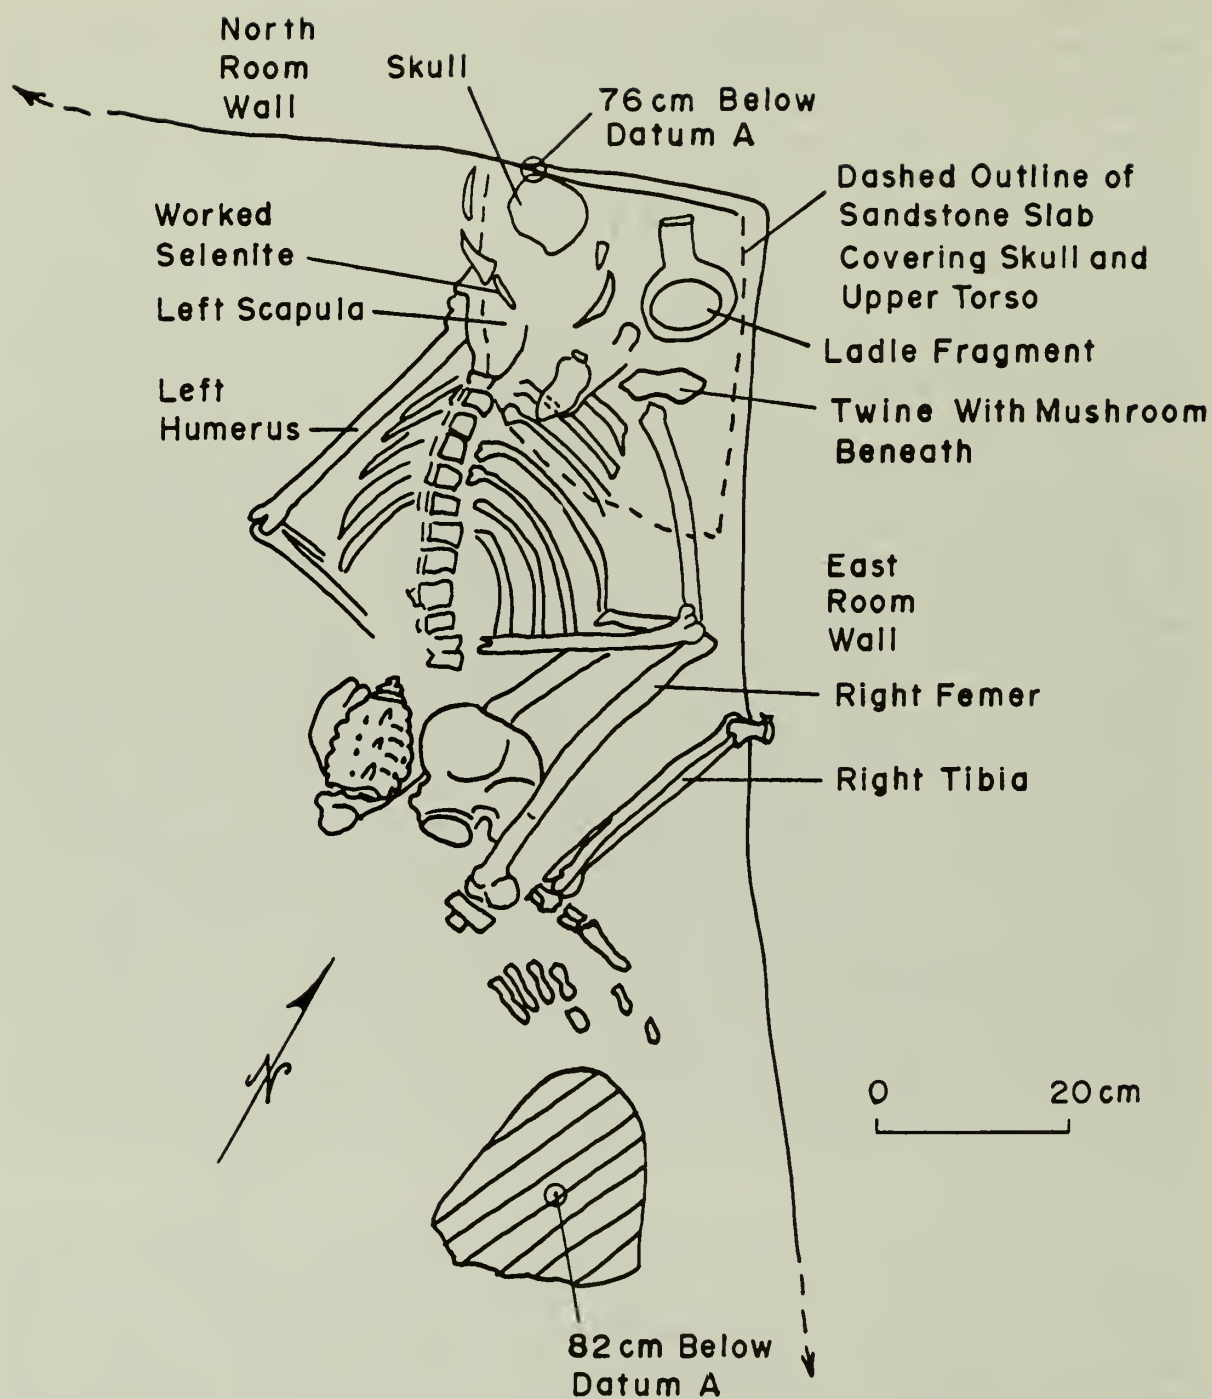 North
Room
Wall
Skull
76 cm Below
Datum A
Dashed Outline of
Sandstone Slab
Covering Skull and
Upper Torso
Worked
Selenite
Left Scapula
Ladle Fragment
Left
Humerus
Twine With Mushroom
Beneath
East
Room
Wall
Right Femer
Right Tibia
N
0 20 cm
82 cm Below
Datum A